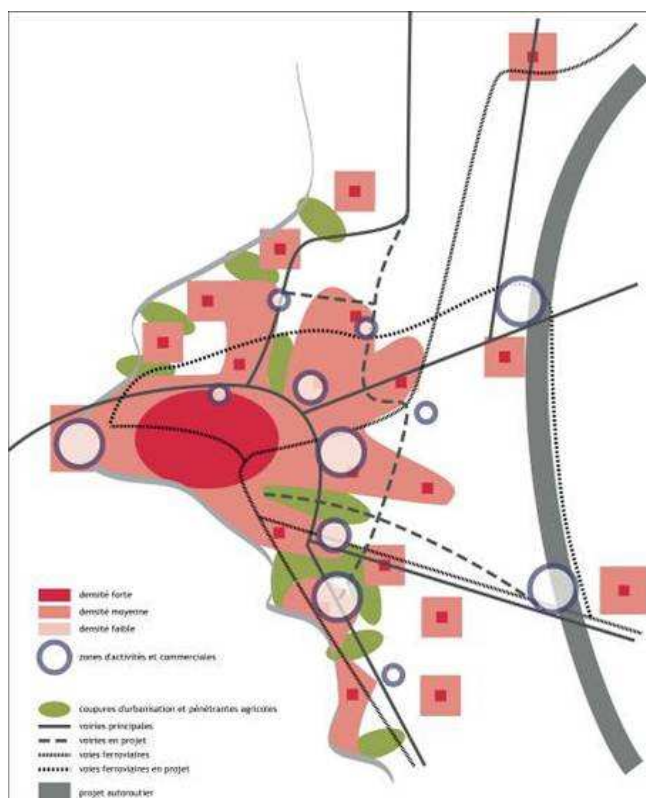 densité forte
densité moyenne
densité faible
zones d'activités et commerciales
coupures d'urbanisation et pénétrantes agricoles
voiries principales
voiries en projet
voies ferroviaires
voies ferroviaires en projet
projet autoroutier